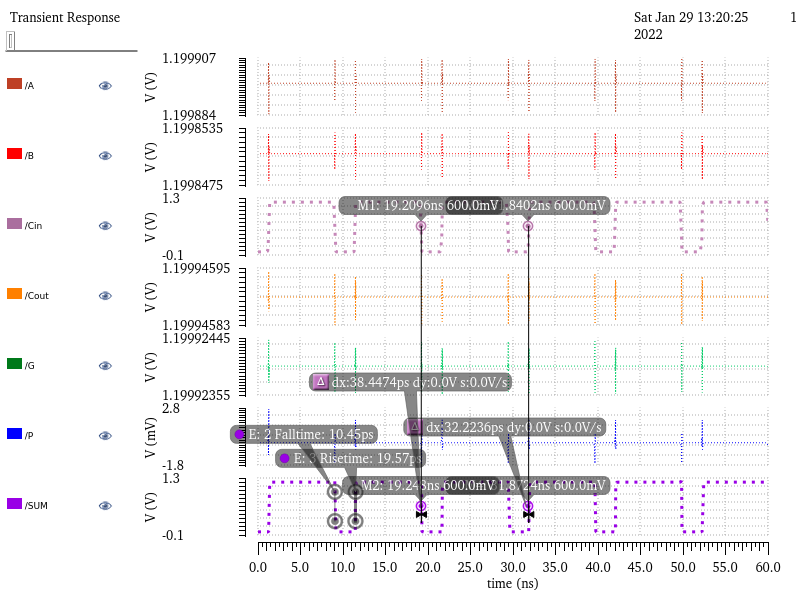 Transient Response
Sat Jan 29 13:20:25 1
2022
/A
V (V)
1.199907
1.199884
/B
V (V)
1.1998535
1.1998475
/Cin
V (V)
1.3
-0.1
M1: 19.2096ns 600.0mV
.8402ns 600.0mV
/Cout
V (V)
1.19994595
1.19994583
/G
V (V)
1.19992445
1.19992355
Δ dx:38.4474ps dy:0.0V s:0.0V/s
/P
V (mV)
2.8
-1.8
Δ dx:32.2236ps dy:0.0V s:0.0V/s
E: 2 Falltime: 10.45ps
E: 3 Risetime: 19.57ps
/SUM
V (V)
1.3
-0.1
M2: 19.248ns 600.0mV
.8724ns 600.0mV
0.0 5.0 10.0 15.0 20.0 25.0 30.0 35.0 40.0 45.0 50.0 55.0 60.0
time (ns)